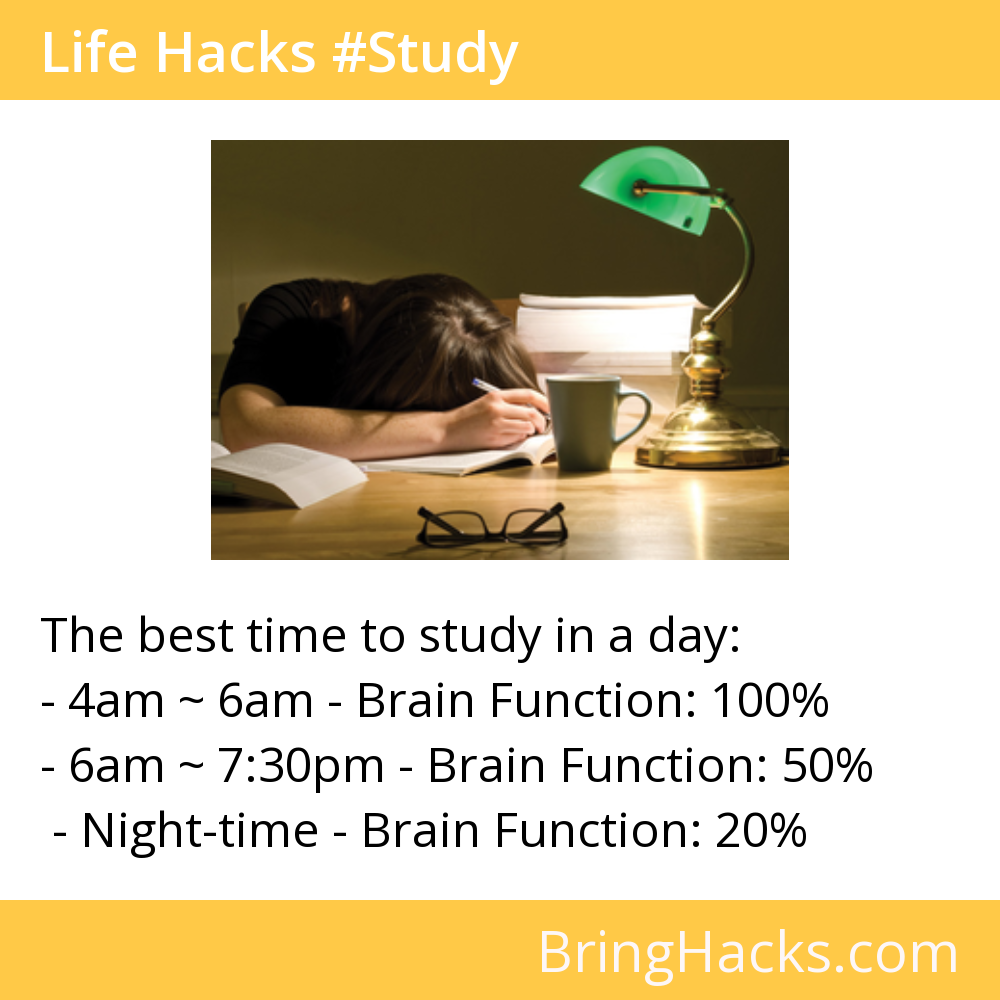 Life Hacks #Study
The best time to study in a day:
- 4am ~ 6am - Brain Function: 100%
- 6am ~ 7:30pm - Brain Function: 50%
- Night-time - Brain Function: 20%
BringHacks.com